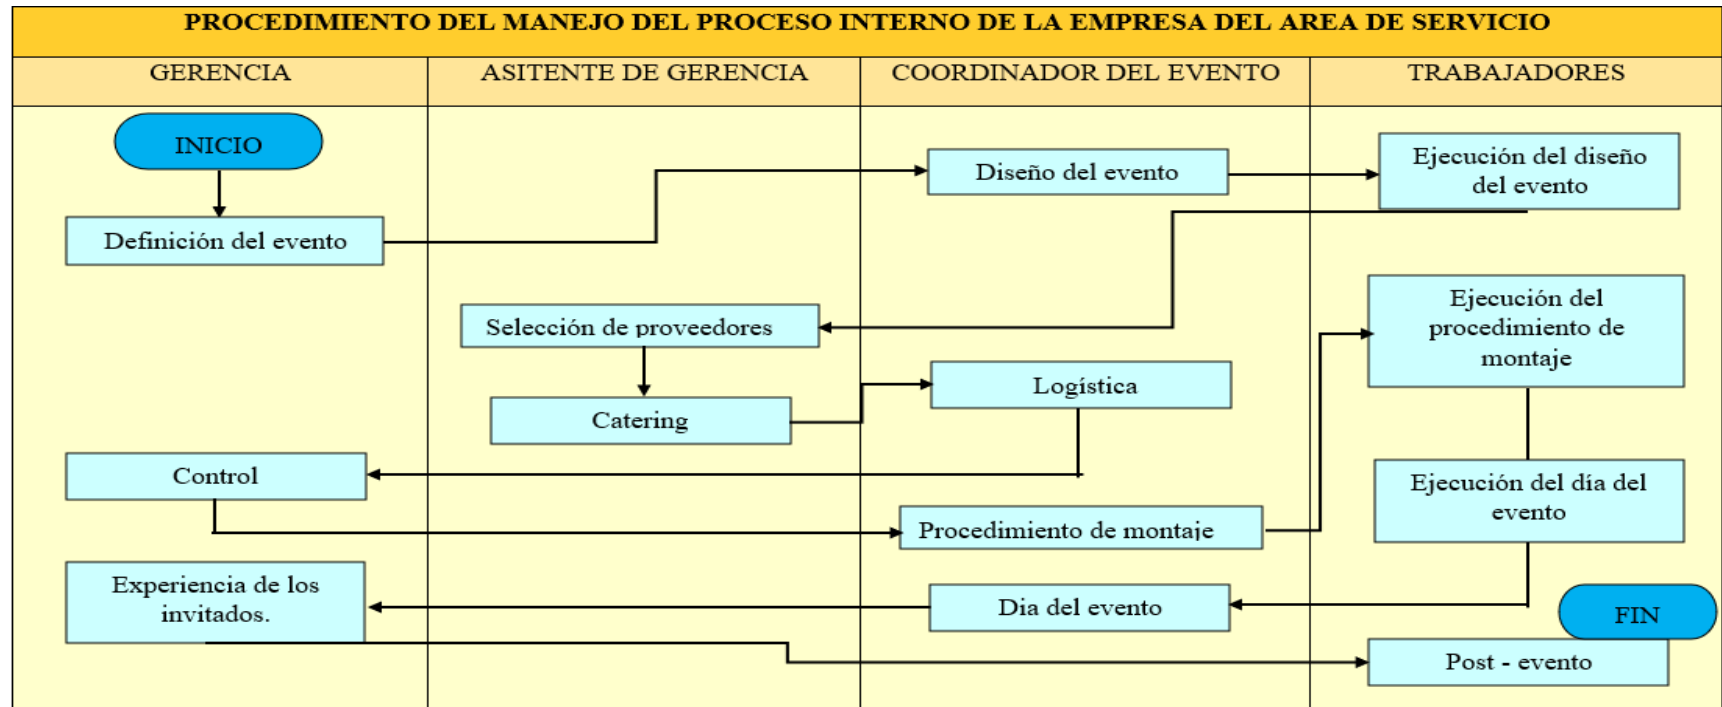 PROCEDIMIENTO DEL MANEJO DEL PROCESO INTERNO DE LA EMPRESA DEL AREA DE SERVICIO
GERENCIA
ASITENTE DE GERENCIA
COORDINADOR DEL EVENTO
TRABAJADORES
INICIO
Definición del evento
Diseño del evento
Ejecución del diseño
del evento
Selección de proveedores
Catering
Logística
Control
Procedimiento de montaje
Ejecución del
procedimiento de
montaje
Ejecución del día del
evento
Dia del evento
Experiencia de los
invitados.
Post - evento
FIN